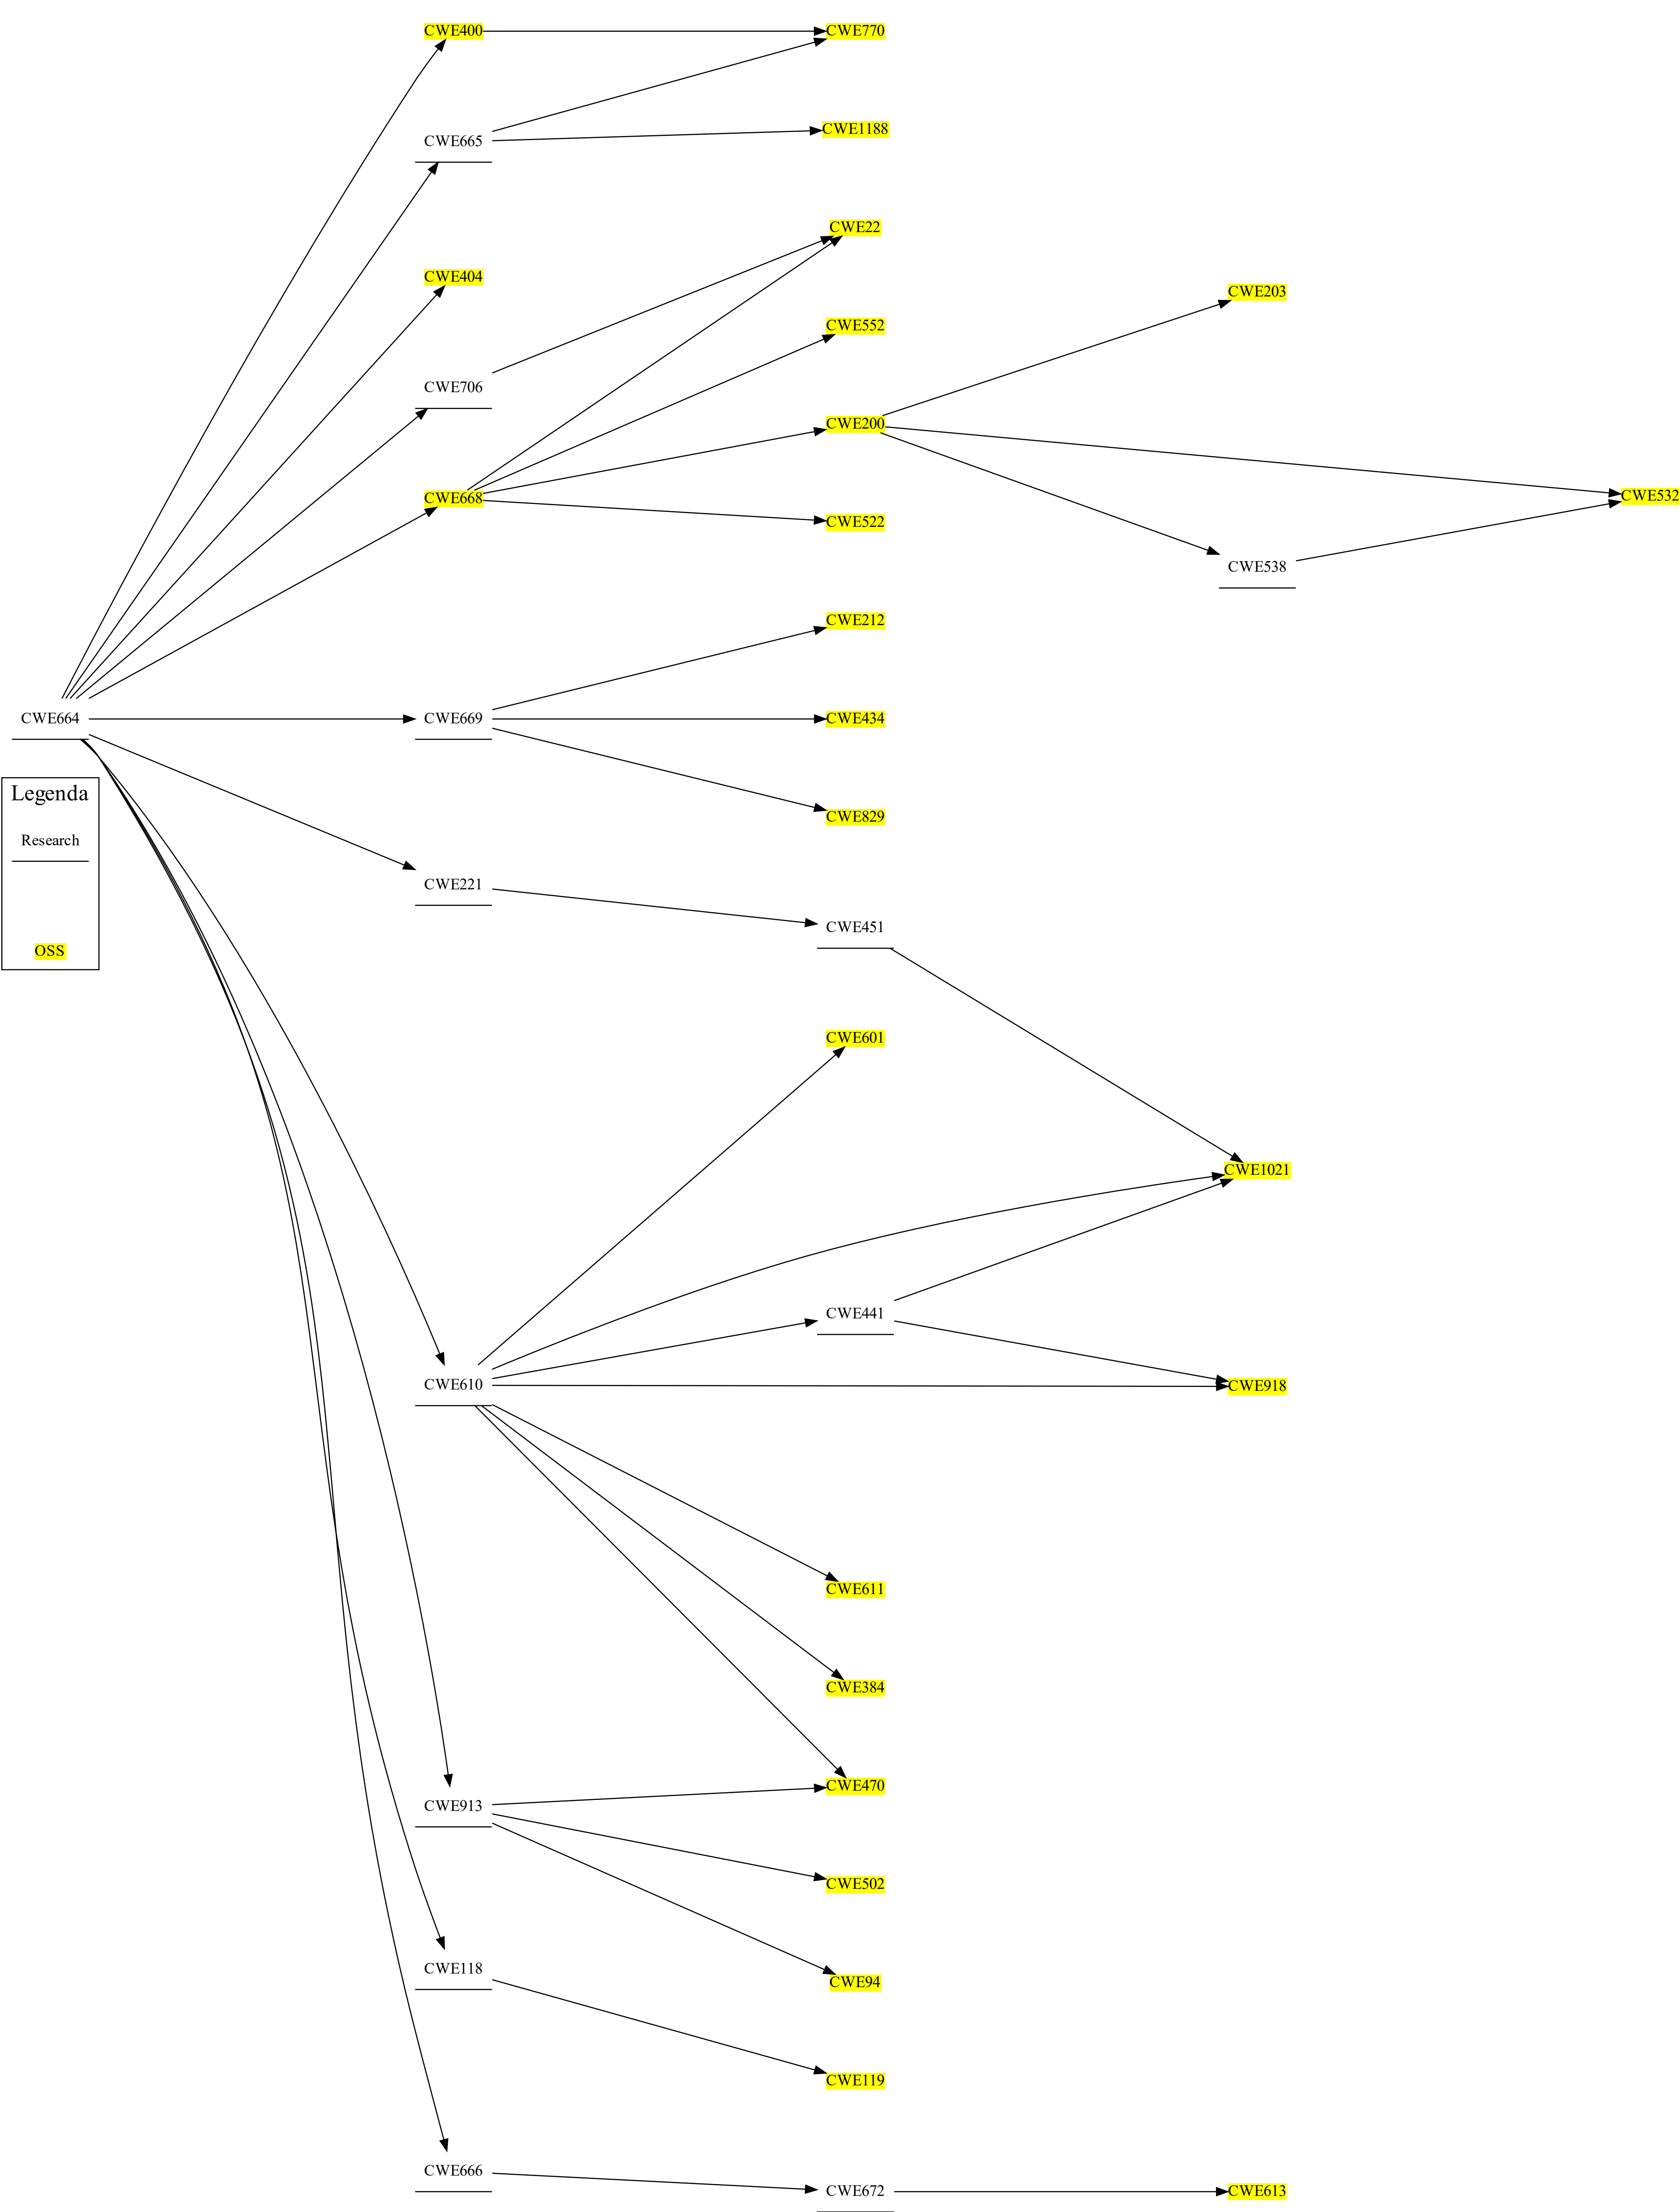 CWE400
CWE770
CWE1188
CWE665
CWE22
CWE404
CWE203
CWE552
CWE706
CWE200
CWE532
CWE668
CWE522
CWE538
CWE212
CWE664
CWE669
CWE434
Legenda
CWE829
Research
CWE221
CWE451
OSS
CWE601
CWE1021
CWE441
CWE610
CWE918
CWE611
CWE384
CWE470
CWE913
CWE502
CWE118
CWE94
CWE119
CWE666
CWE672
CWE613